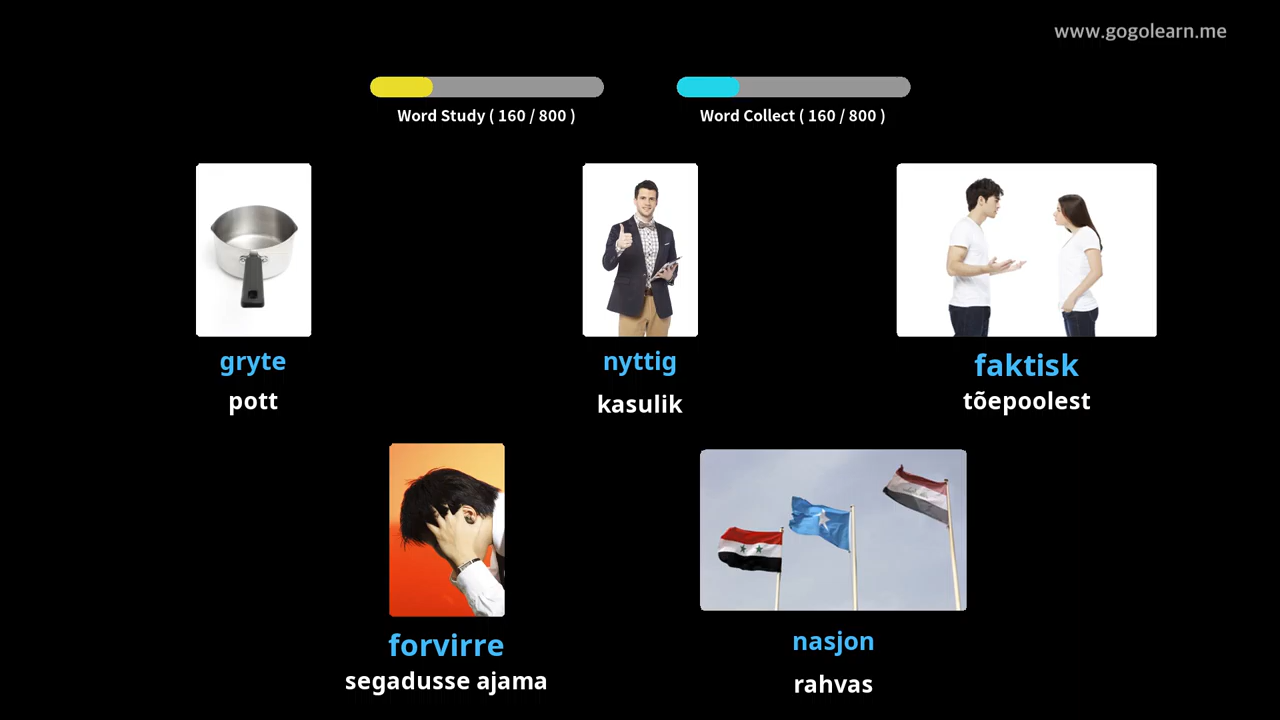 www.gogolearn.me
Word Study ( 160 / 800 )
Word Collect ( 160 / 800 )
gryte
pott
nyttig
kasulik
faktisk
tõepoolest
forvirre
segadusse ajama
nasjon
rahvas